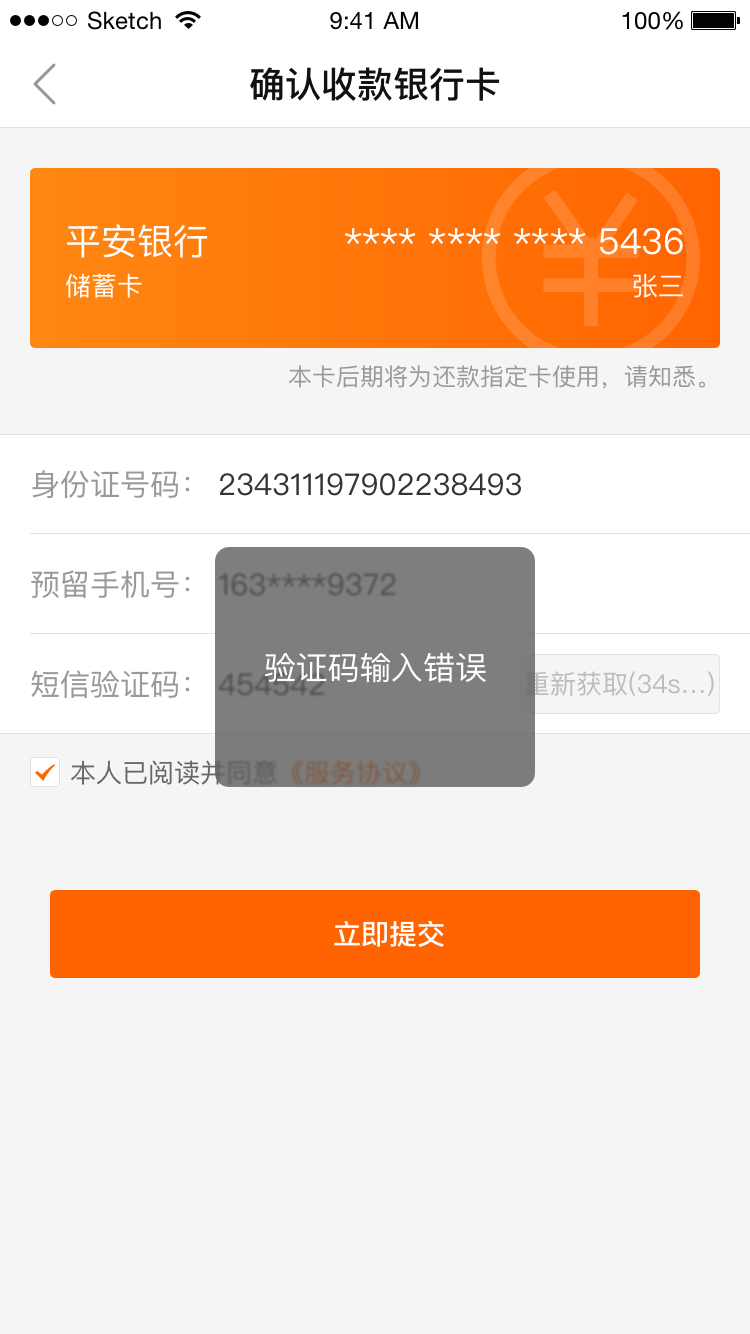 Sketch 9:41 AM 100%
确认收款银行卡
平安银行 **** **** **** 5436
储蓄卡 张三
本卡后期将为还款指定卡使用，请知悉。
身份证号码： 234311197902238493
预留手机号： 163****9372
验证码输入错误
短信验证码： 454542 重新获取(34s...)
本人已阅读并同意《服务协议》
立即提交